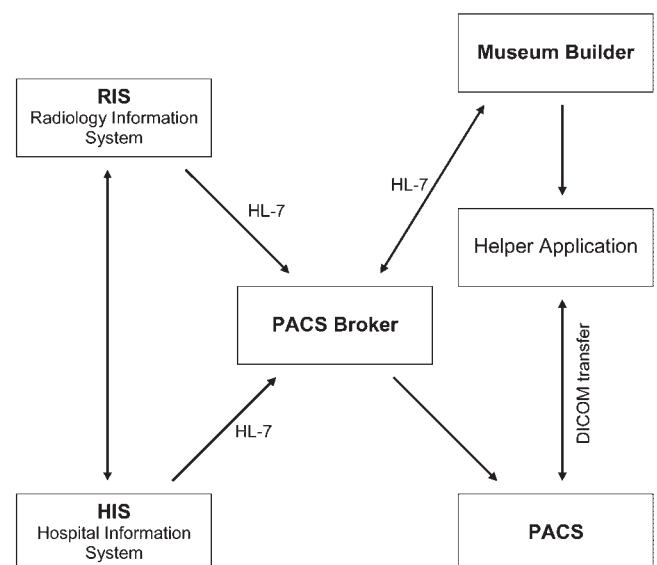 Museum Builder
RIS
Radiology Information
System
HL-7
HL-7
Helper Application
PACS Broker
DICOM transfer
HL-7
HIS
Hospital Information
System
PACS